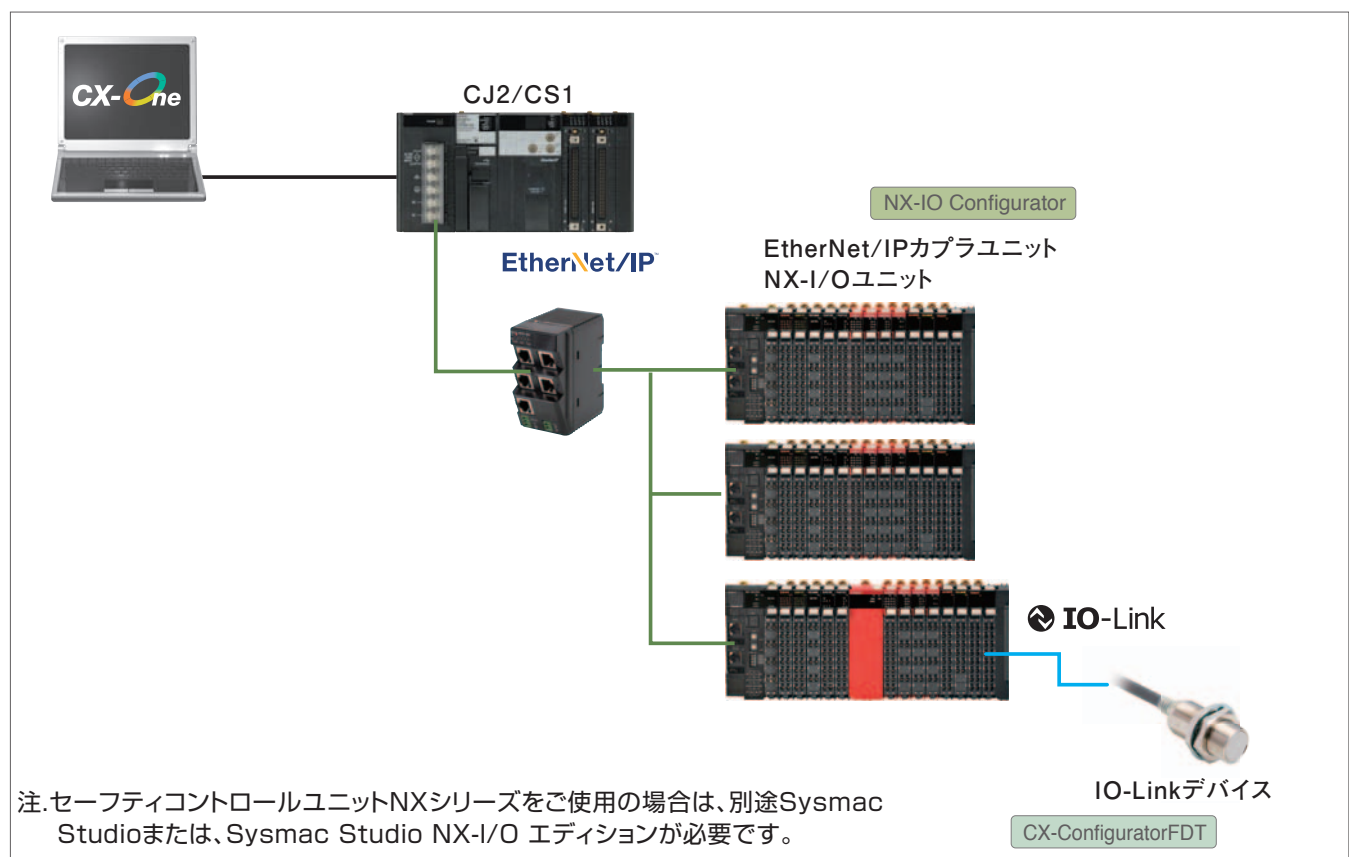 CX-One
CJ2/CS1
NX-IO Configurator
EtherNet/IP
EtherNet/IPカプラユニット
NX-I/Oユニット
IO-Link
IO-Linkデバイス
注.セーフティコントロールユニットNXシリーズをご使用の場合は、別途Sysmac
Studioまたは、Sysmac Studio NX-I/O エディションが必要です。
CX-ConfiguratorFDT